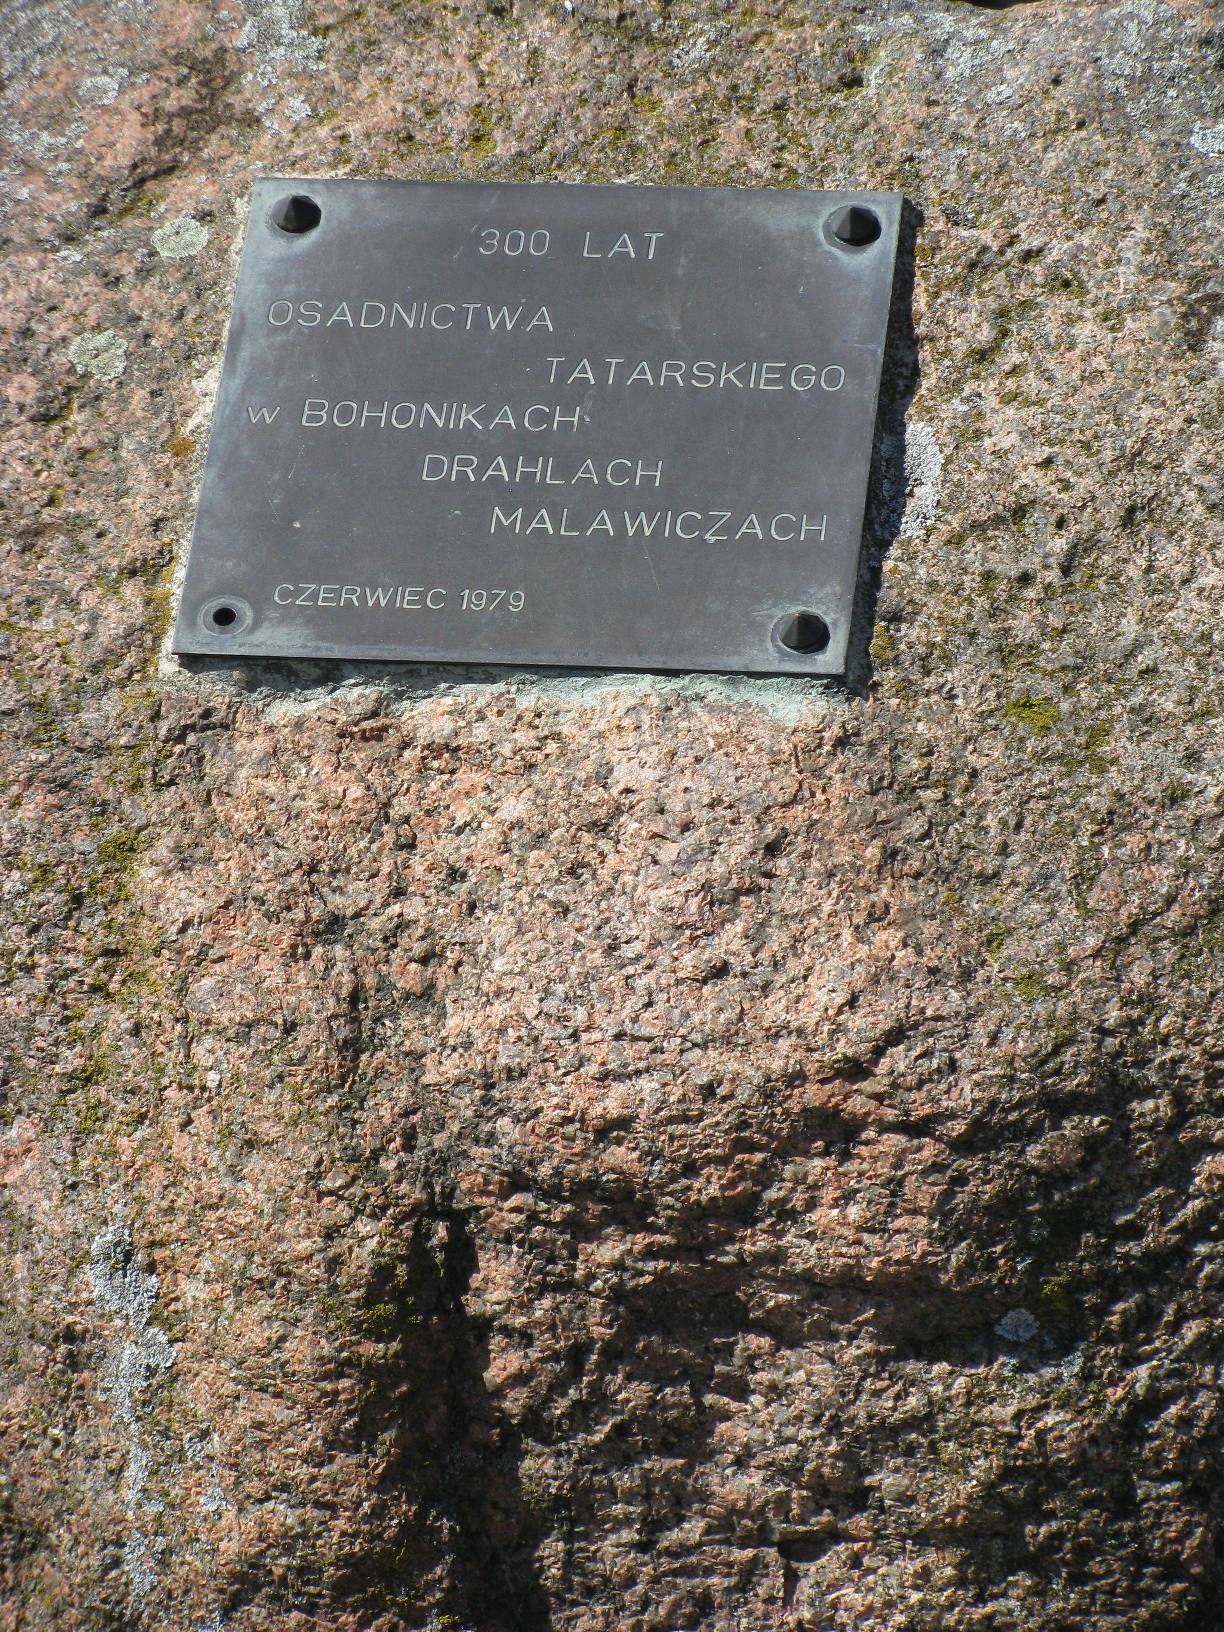 300 LAT
OSADNICTWA
TATARSKIEGO
w BOHONIKACH
DRAHLACH
MALAWICZACH
CZERWIEC 1979